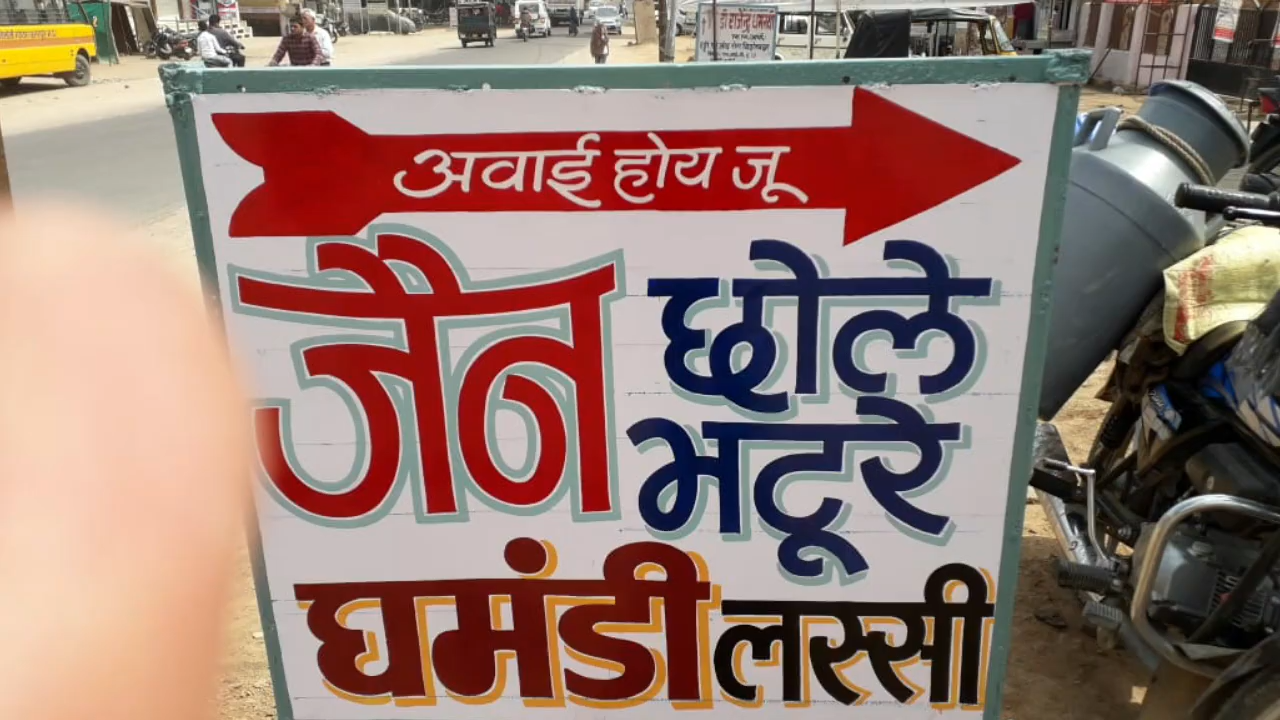 अवाई होय जू
जैन छोले
भटूरे
घमंडी लस्सी